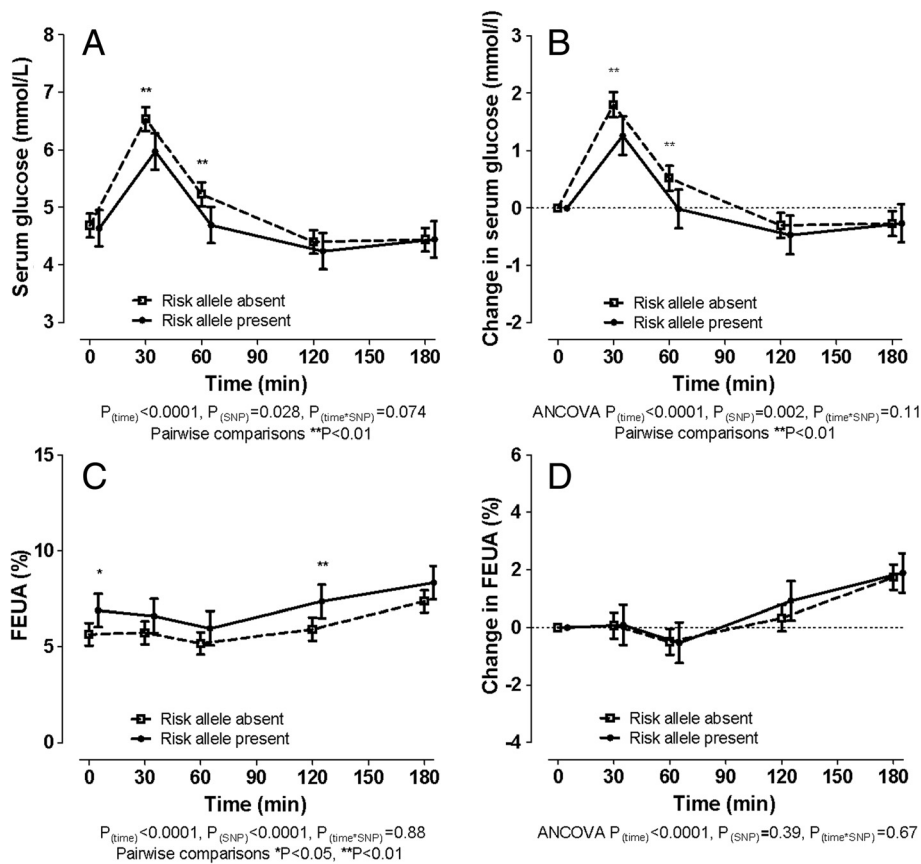 A
Serum glucose (mmol/L)
8
7
6
5
4
3
**
**
Risk allele absent
Risk allele present
0 30 60 90 120 150 180
Time (min)
P(time)<0.0001, P(SNP)=0.028, P(time*SNP)=0.074
Pairwise comparisons **P<0.01
B
Change in serum glucose (mmol/l)
3
2
1
0
-1
-2
**
**
Risk allele absent
Risk allele present
0 30 60 90 120 150 180
Time (min)
ANCOVA P(time)<0.0001, P(SNP)=0.002, P(time*SNP)=0.11
Pairwise comparisons **P<0.01
C
FEUA (%)
15
10
5
0
*
**
Risk allele absent
Risk allele present
0 30 60 90 120 150 180
Time (min)
P(time)<0.0001, P(SNP)<0.0001, P(time*SNP)=0.88
Pairwise comparisons *P<0.05, **P<0.01
D
Change in FEUA (%)
6
4
2
0
-2
-4
Risk allele absent
Risk allele present
0 30 60 90 120 150 180
Time (min)
ANCOVA P(time)<0.0001, P(SNP)=0.39, P(time*SNP)=0.67